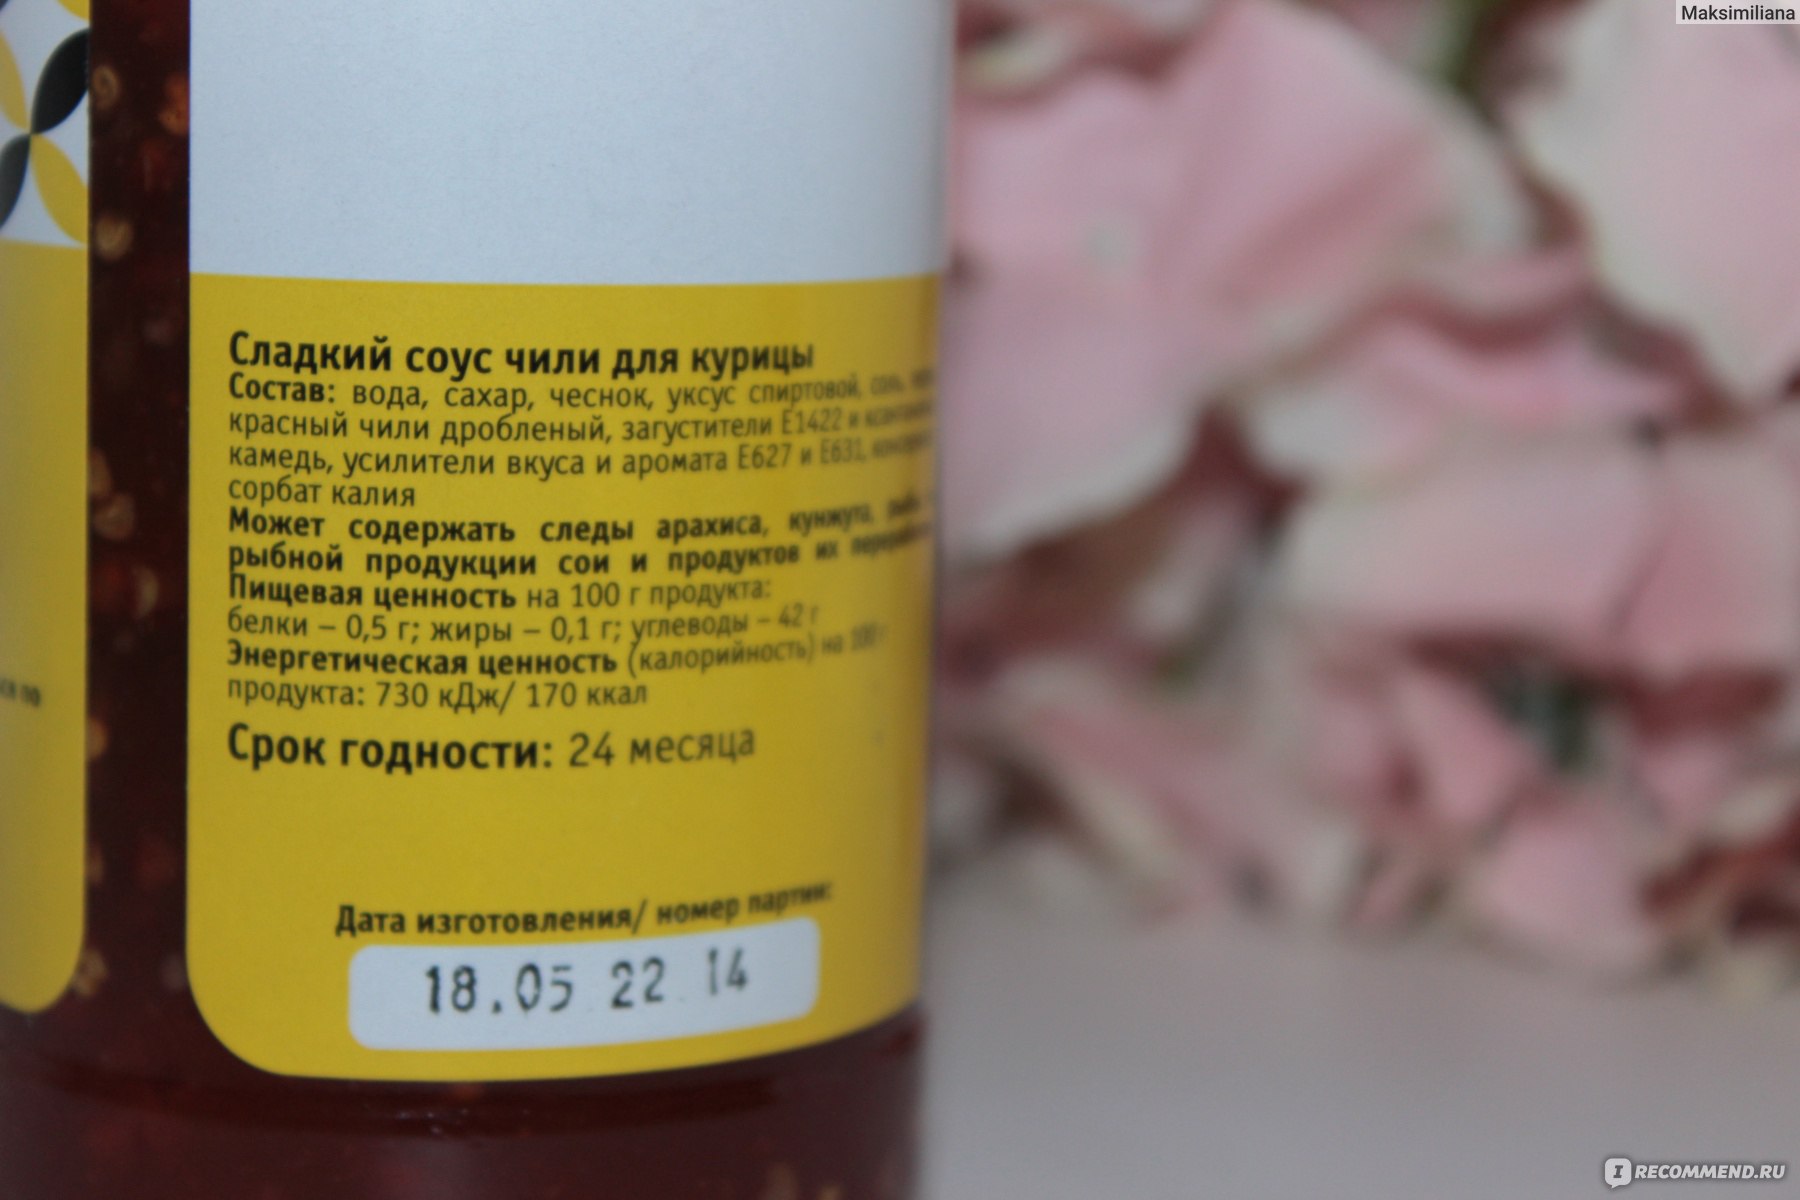 Maksimiliana
Сладкий соус чили для курицы
Состав: вода, сахар, чеснок, уксус спиртовой, соль,
красный чили дробленый, загустители Е1422 и
камедь, усилители вкуса и аромата Е627 и Е631,
сорбат калия
Может содержать следы арахиса, кунжута, рыбы
рыбной продукции сои и продуктов их
Пищевая ценность на 100 г продукта:
белки – 0,5 г; жиры – 0,1 г; углеводы – 42 г
Энергетическая ценность (калорийность) на 100 г
продукта: 730 кДж/ 170 ккал
Срок годности: 24 месяца
Дата изготовления/ номер партии:
18.05 22 14
IRECOMMEND.RU